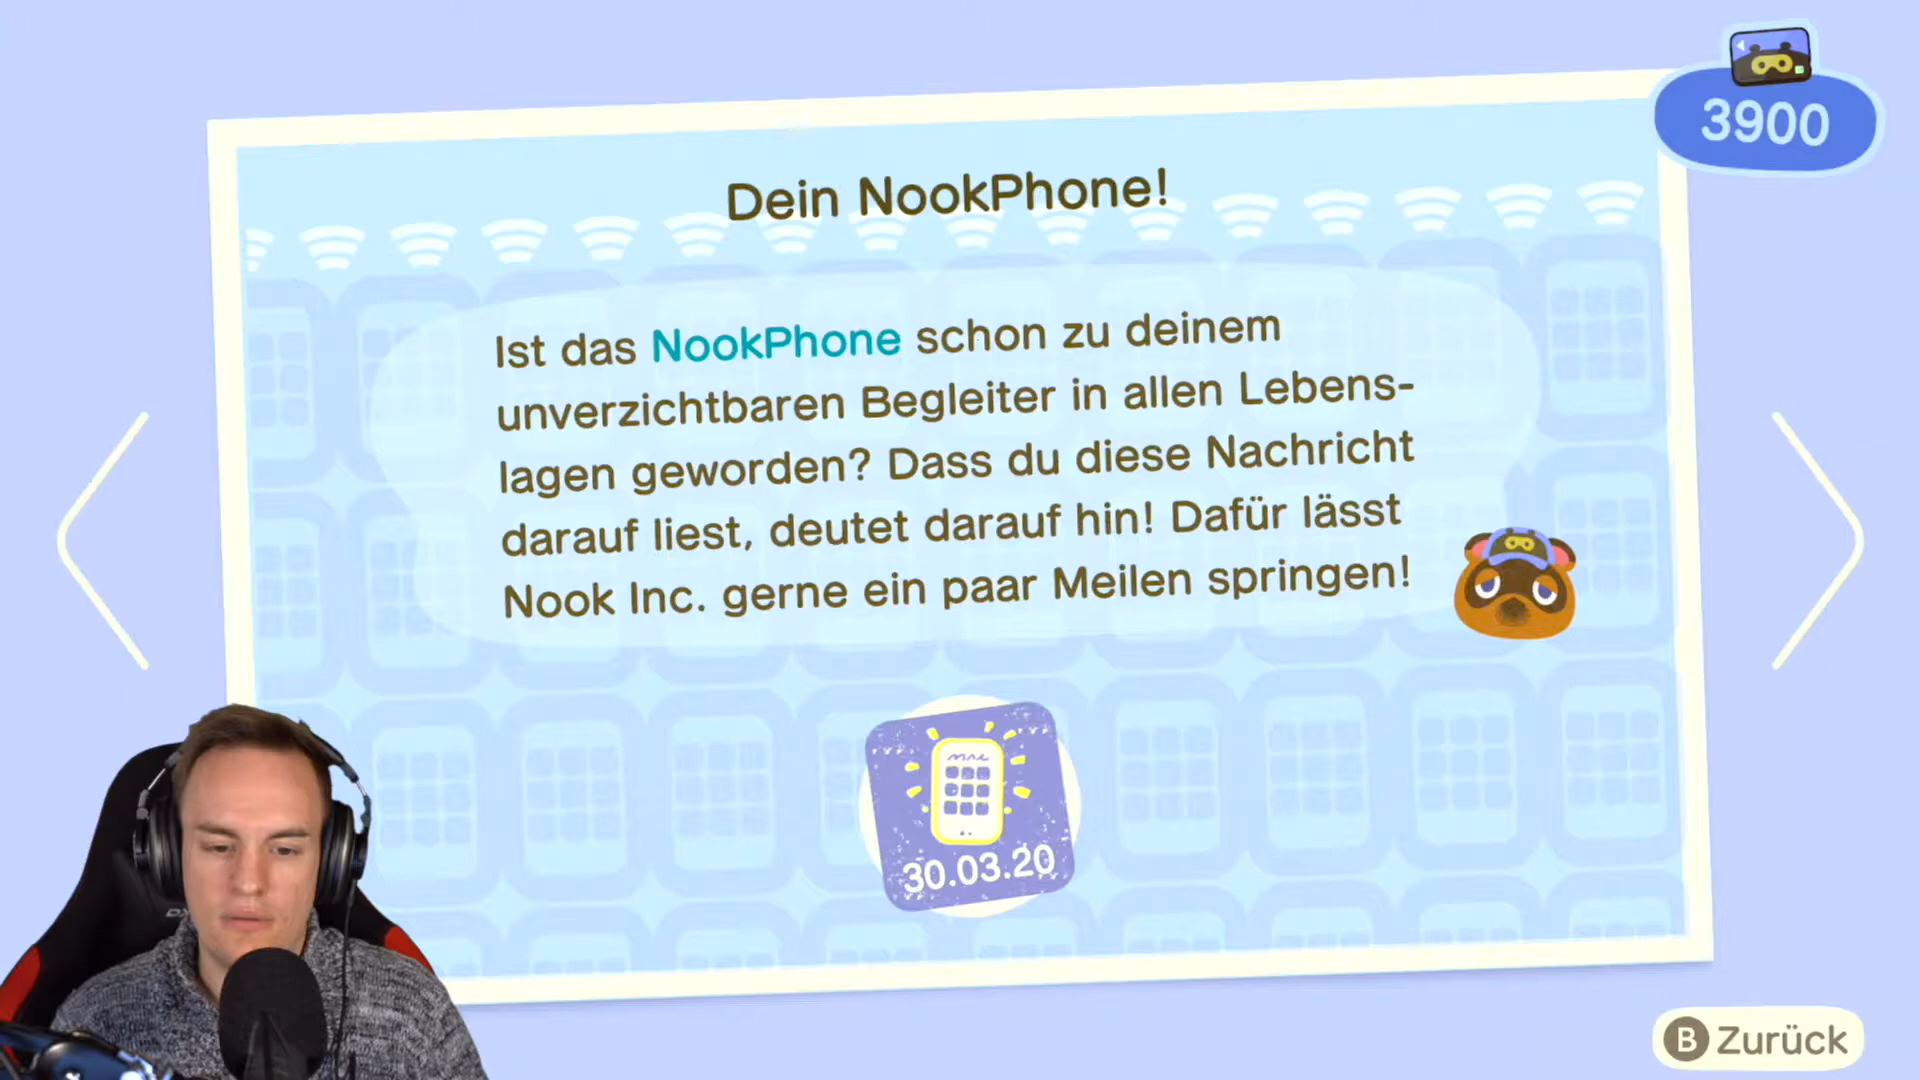 3900
Dein NookPhone!
Ist das NookPhone schon zu deinem
unverzichtbaren Begleiter in allen Lebens-
lagen geworden? Dass du diese Nachricht
darauf liest, deutet darauf hin! Dafür lässt
Nook Inc. gerne ein paar Meilen springen!
30.03.20
B Zurück